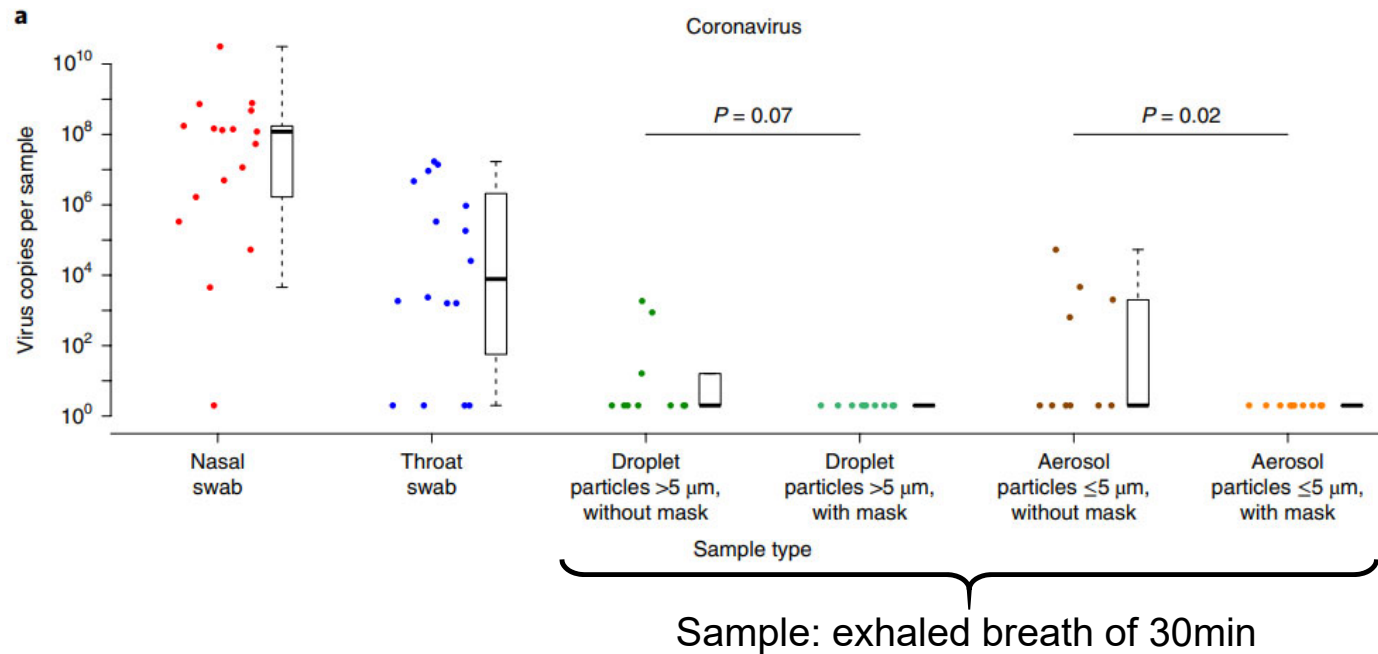 a
Coronavirus
Virus copies per sample
10^10
10^8
10^6
10^4
10^2
10^0
P = 0.07
P = 0.02
Nasal
swab
Throat
swab
Droplet
particles >5 μm,
without mask
Droplet
particles >5 μm,
with mask
Aerosol
particles ≤5 μm,
without mask
Aerosol
particles ≤5 μm,
with mask
Sample type
Sample: exhaled breath of 30min